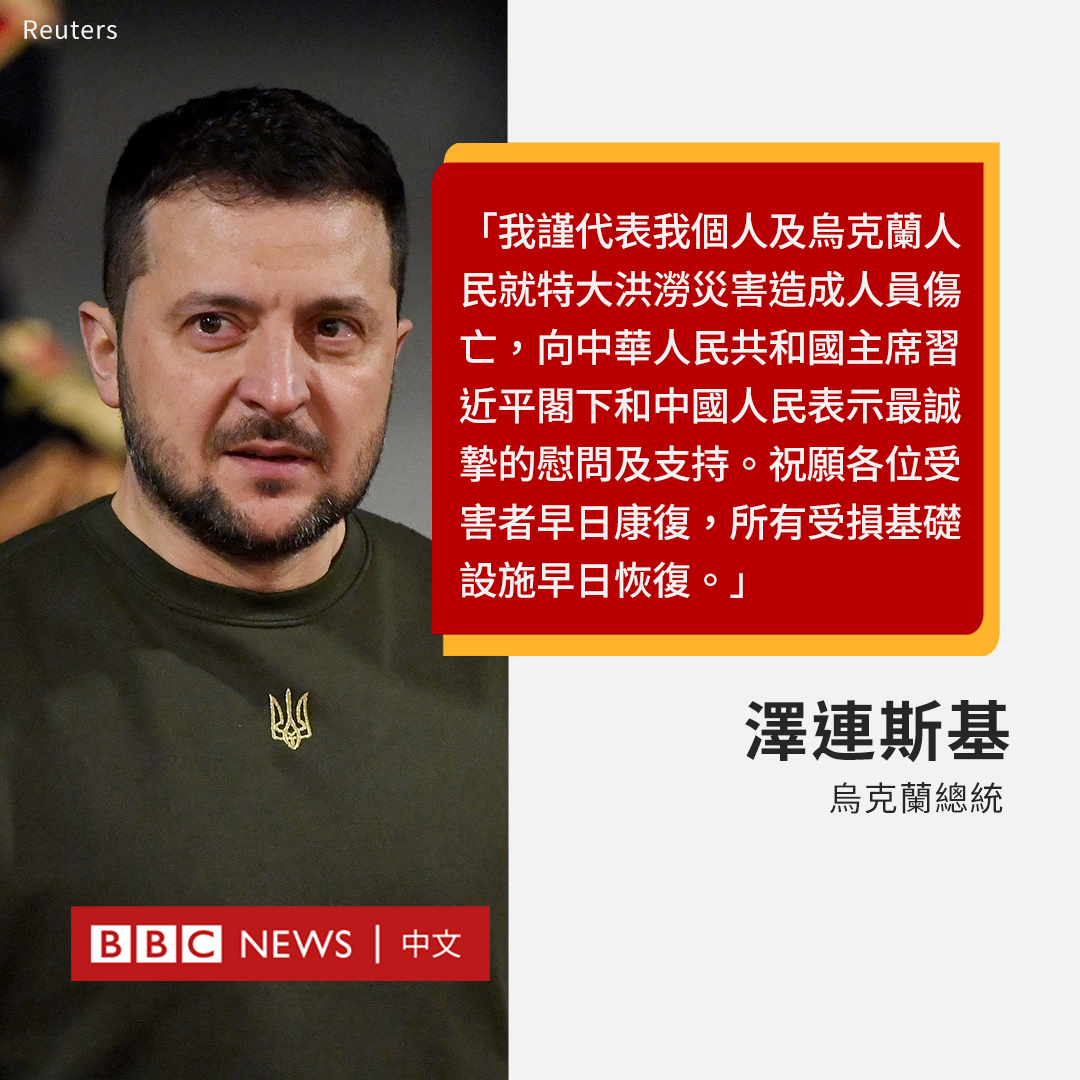 Reuters
「我謹代表我個人及烏克蘭人
民就特大洪澇災害造成人員傷
亡，向中華人民共和國主席習
近平閣下和中國人民表示最誠
摯的慰問及支持。祝願各位受
害者早日康復，所有受損基礎
設施早日恢復。」
澤連斯基
烏克蘭總統
BBC NEWS | 中文